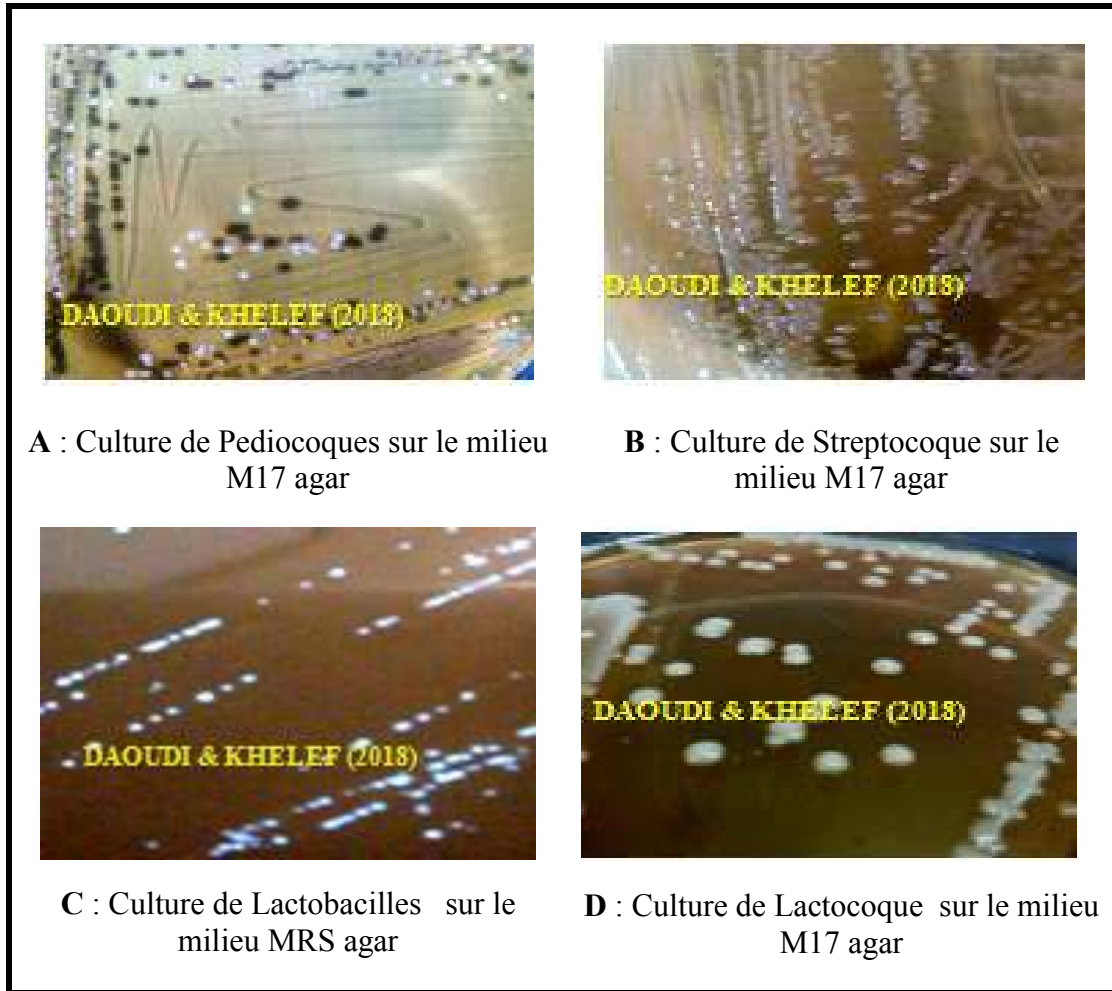 DAOUDI & KHELEF (2018)
DAOUDI & KHELEF (2018)
A : Culture de Pediocoques sur le milieu
M17 agar
B : Culture de Streptocoque sur le
milieu M17 agar
DAOUDI & KHELEF (2018)
DAOUDI & KHELEF (2018)
C : Culture de Lactobacilles sur le
milieu MRS agar
D : Culture de Lactocoque sur le milieu
M17 agar